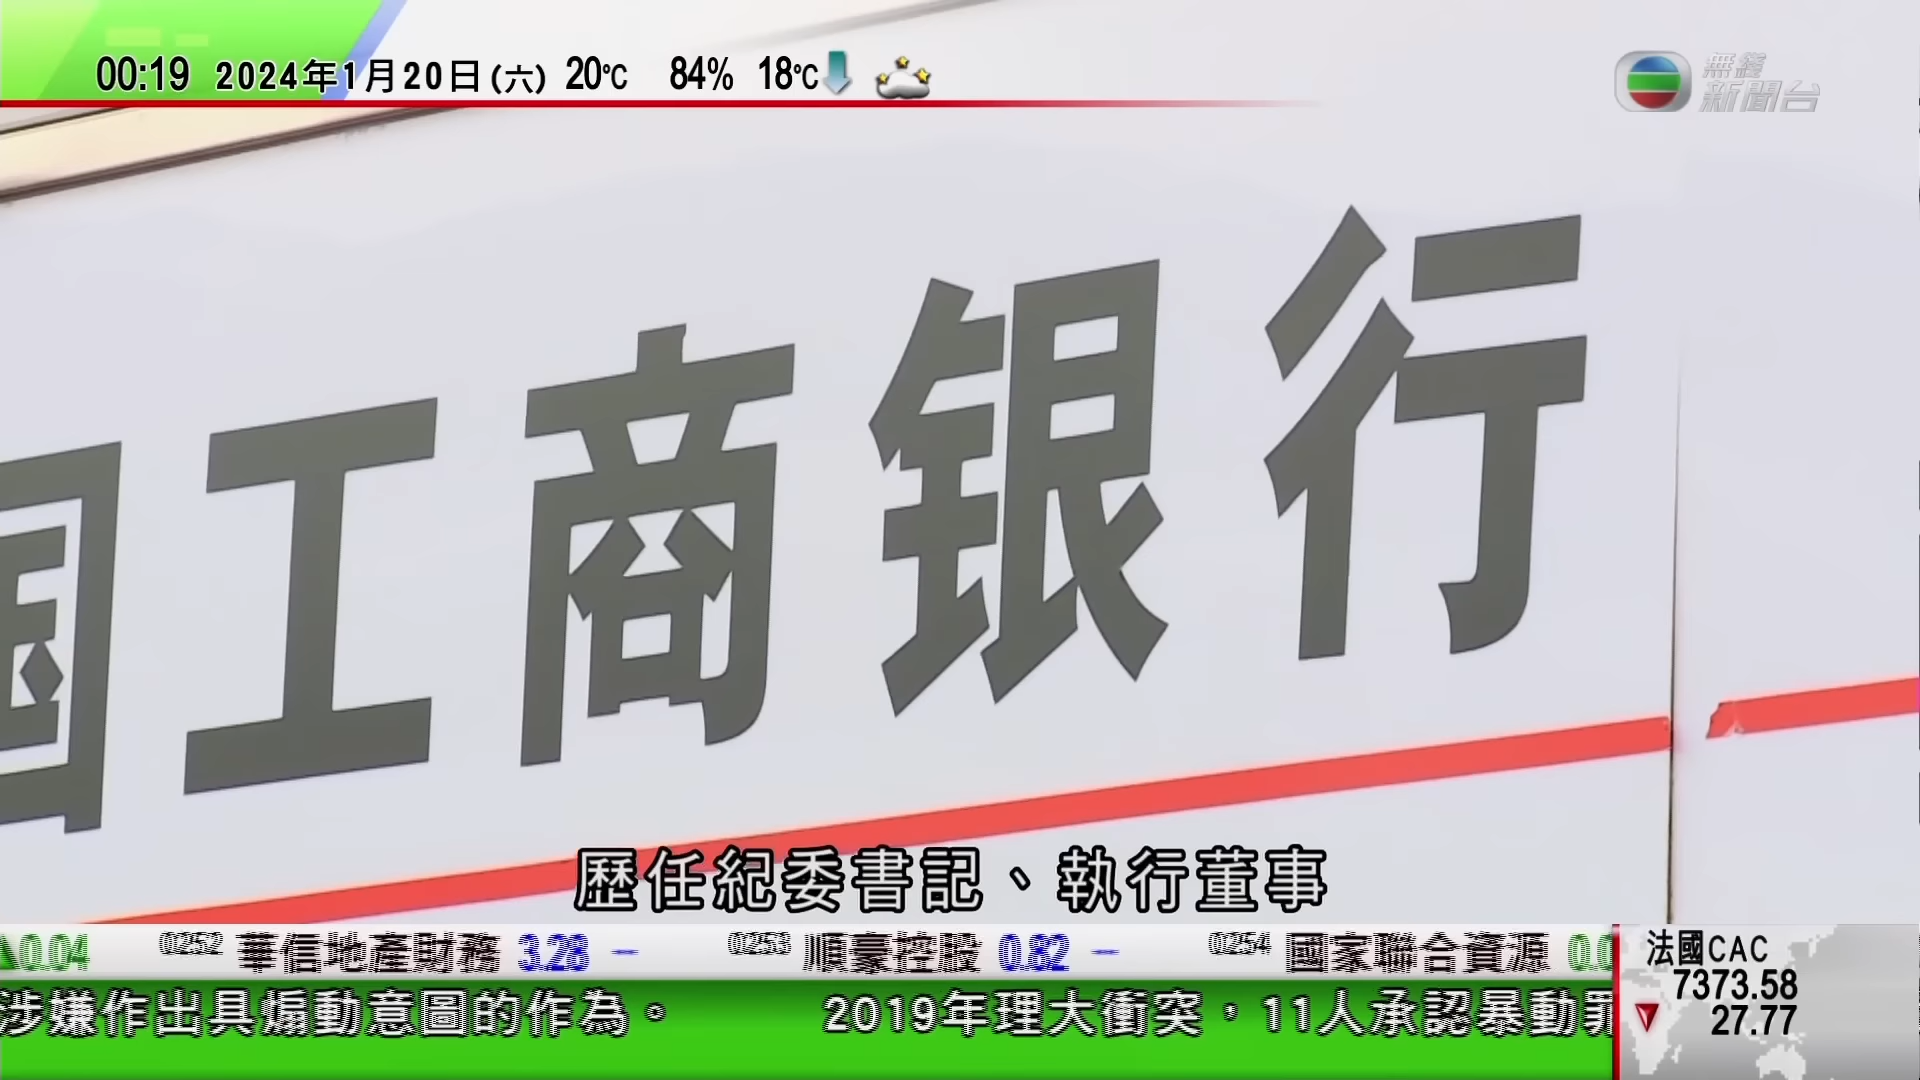 00:19 2024年1月20日(六) 20℃ 84% 18℃
無綫
新聞台
国工商银行
歷任紀委書記、執行董事
▲0.04 0252 華信地產財務 3.28 - 0253 順豪控股 0.82 - 0254 國家聯合資源 0.0
法國CAC
7373.58
▼ 27.77
涉嫌作出具煽動意圖的作為。 2019年理大衝突，11人承認暴動罪